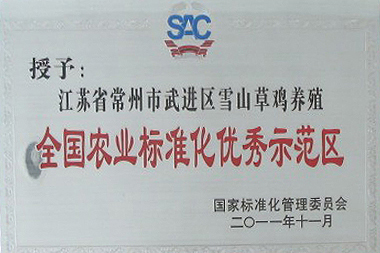 SAC
授予：
江苏省常州市武进区雪山草鸡养殖
全国农业标准化优秀示范区
国家标准化管理委员会
二〇一一年十一月